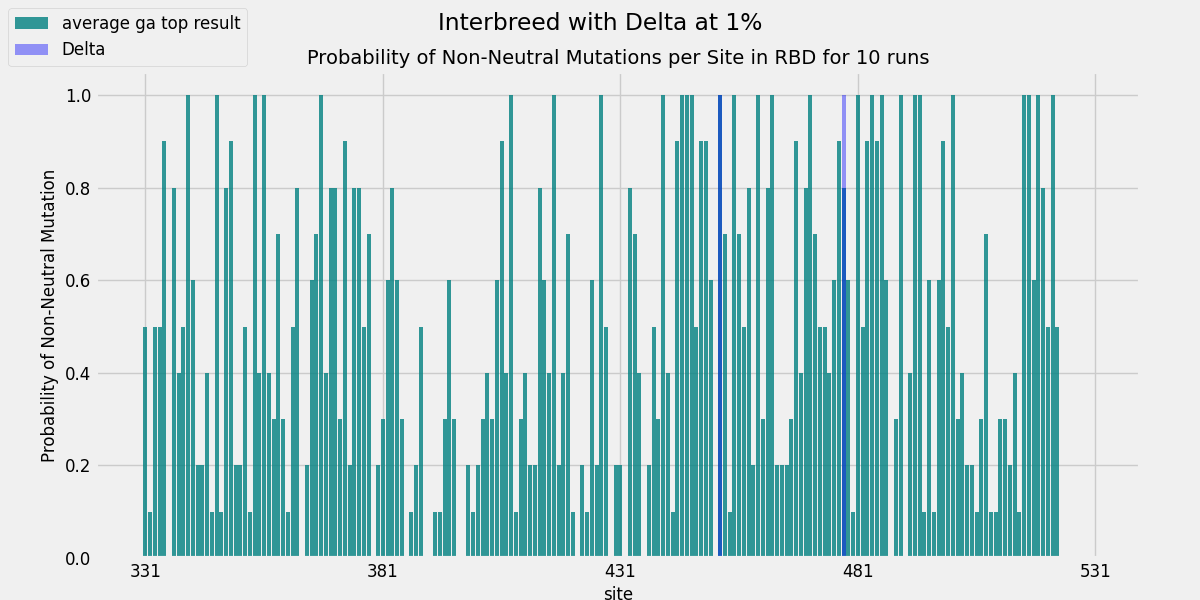 average ga top result
Delta
Interbreed with Delta at 1%
Probability of Non-Neutral Mutations per Site in RBD for 10 runs
Probability of Non-Neutral Mutation
1.0
0.8
0.6
0.4
0.2
0.0
331
381
431
481
531
site